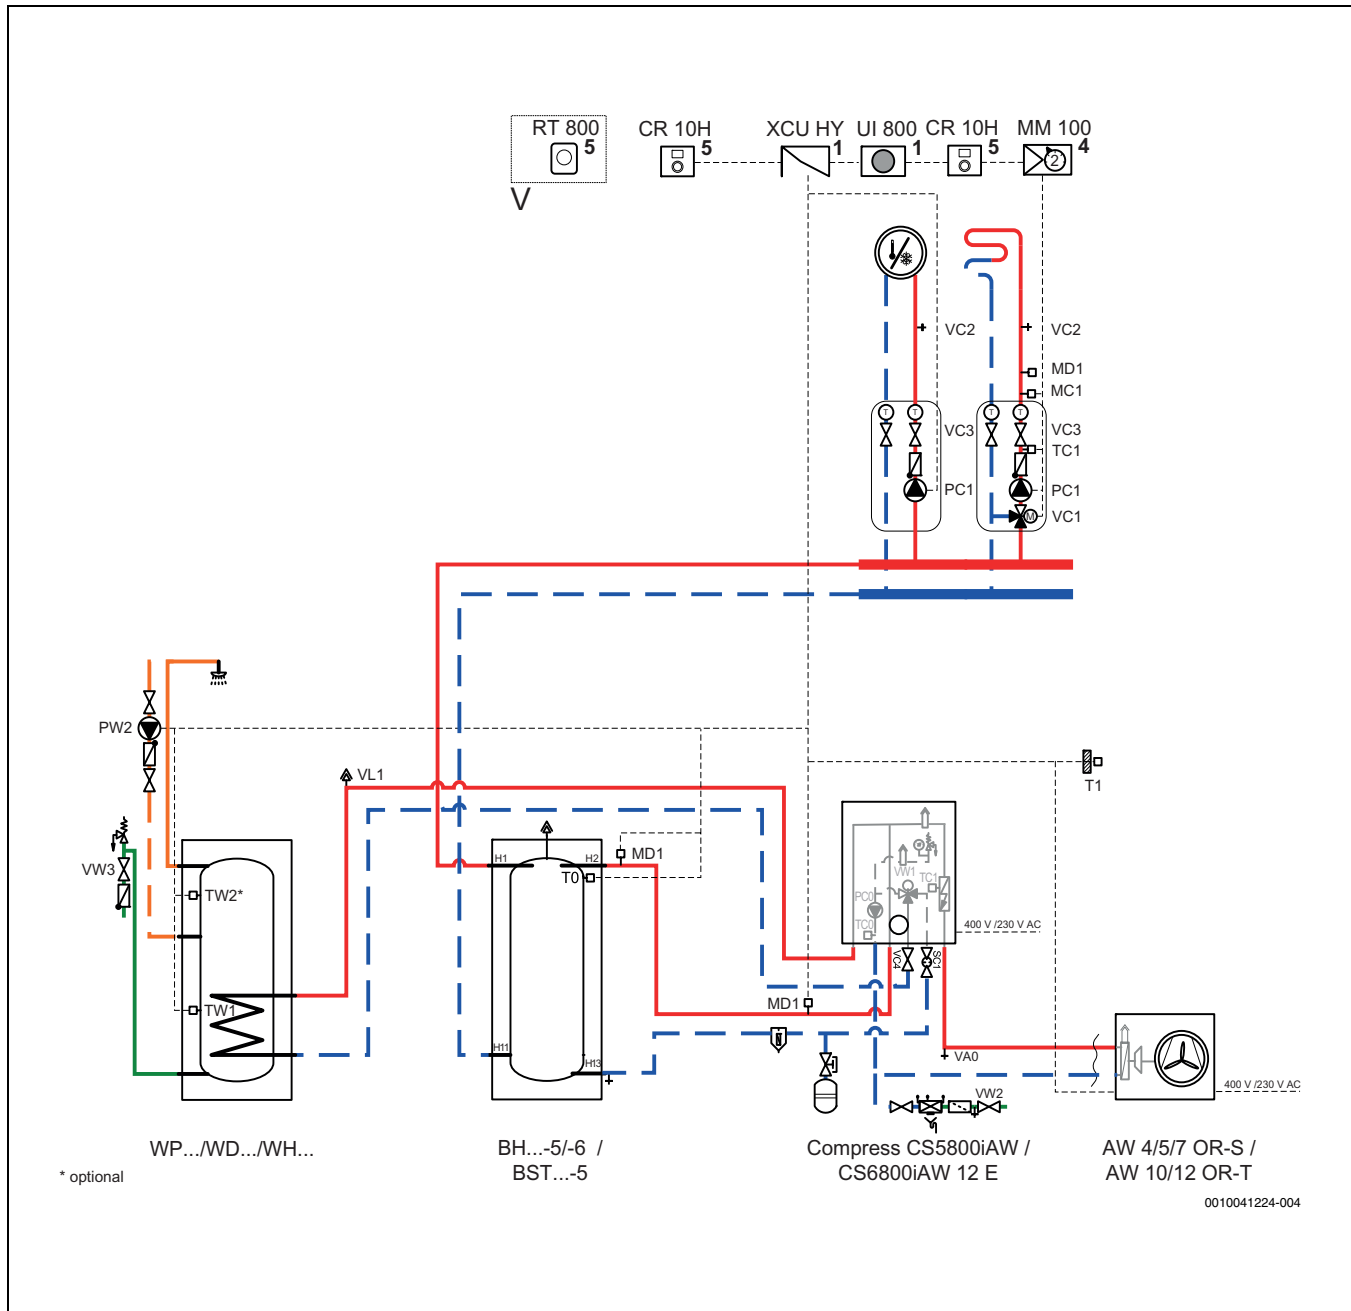 RT 800
5
V
CR 10H
5
XCU HY
1
UI 800
1
CR 10H
5
MM 100
4
2
VC2
VC2
MD1
MC1
T
T
T
T
VC3
VC3
TC1
PC1
PC1
M
VC1
PW2
VL1
T1
VW3
TW2*
TW1
H1
H2
MD1
T0
H11
H13
VW1
TC1
PC0
TC0
VC4
SC1
400 V /230 V AC
MD1
VA0
VW2
400 V /230 V AC
WP.../WD.../WH...
BH...-5/-6 /
BST...-5
Compress CS5800iAW /
CS6800iAW 12 E
AW 4/5/7 OR-S /
AW 10/12 OR-T
* optional
0010041224-004